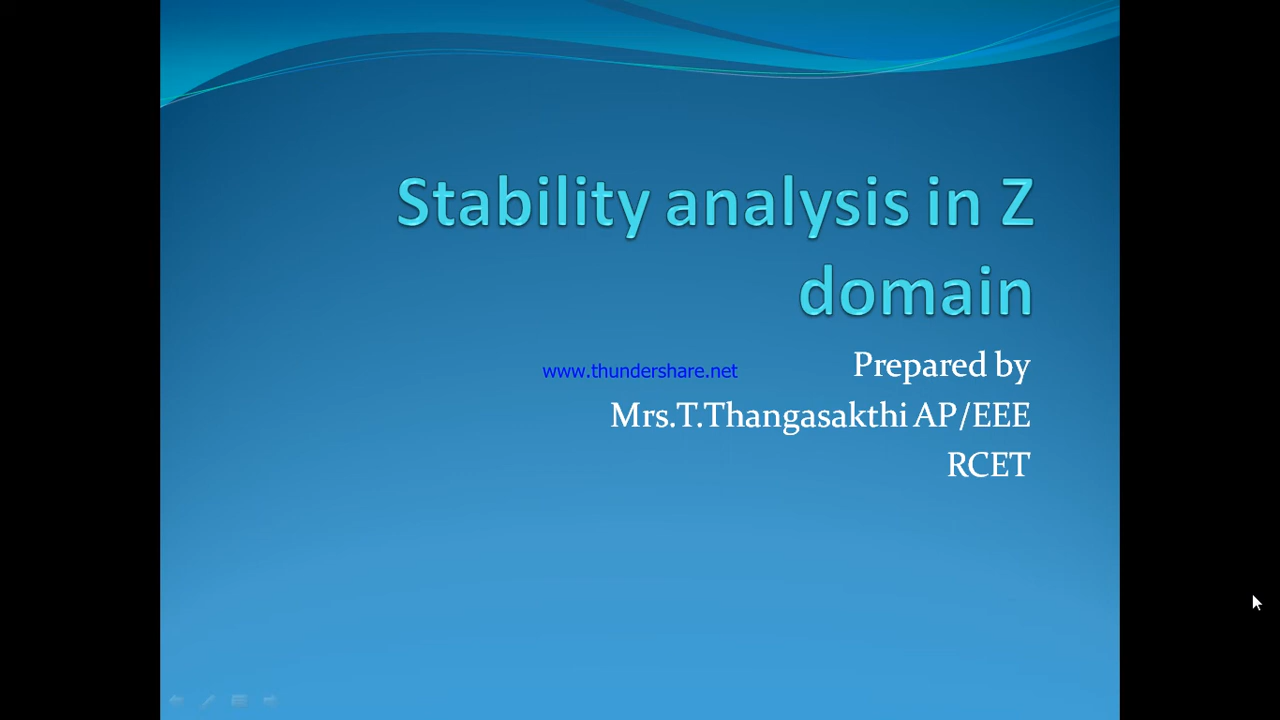 Stability analysis in Z
domain
Prepared by
www.thundershare.net
Mrs.T.Thangasakthi AP/EEE
RCET